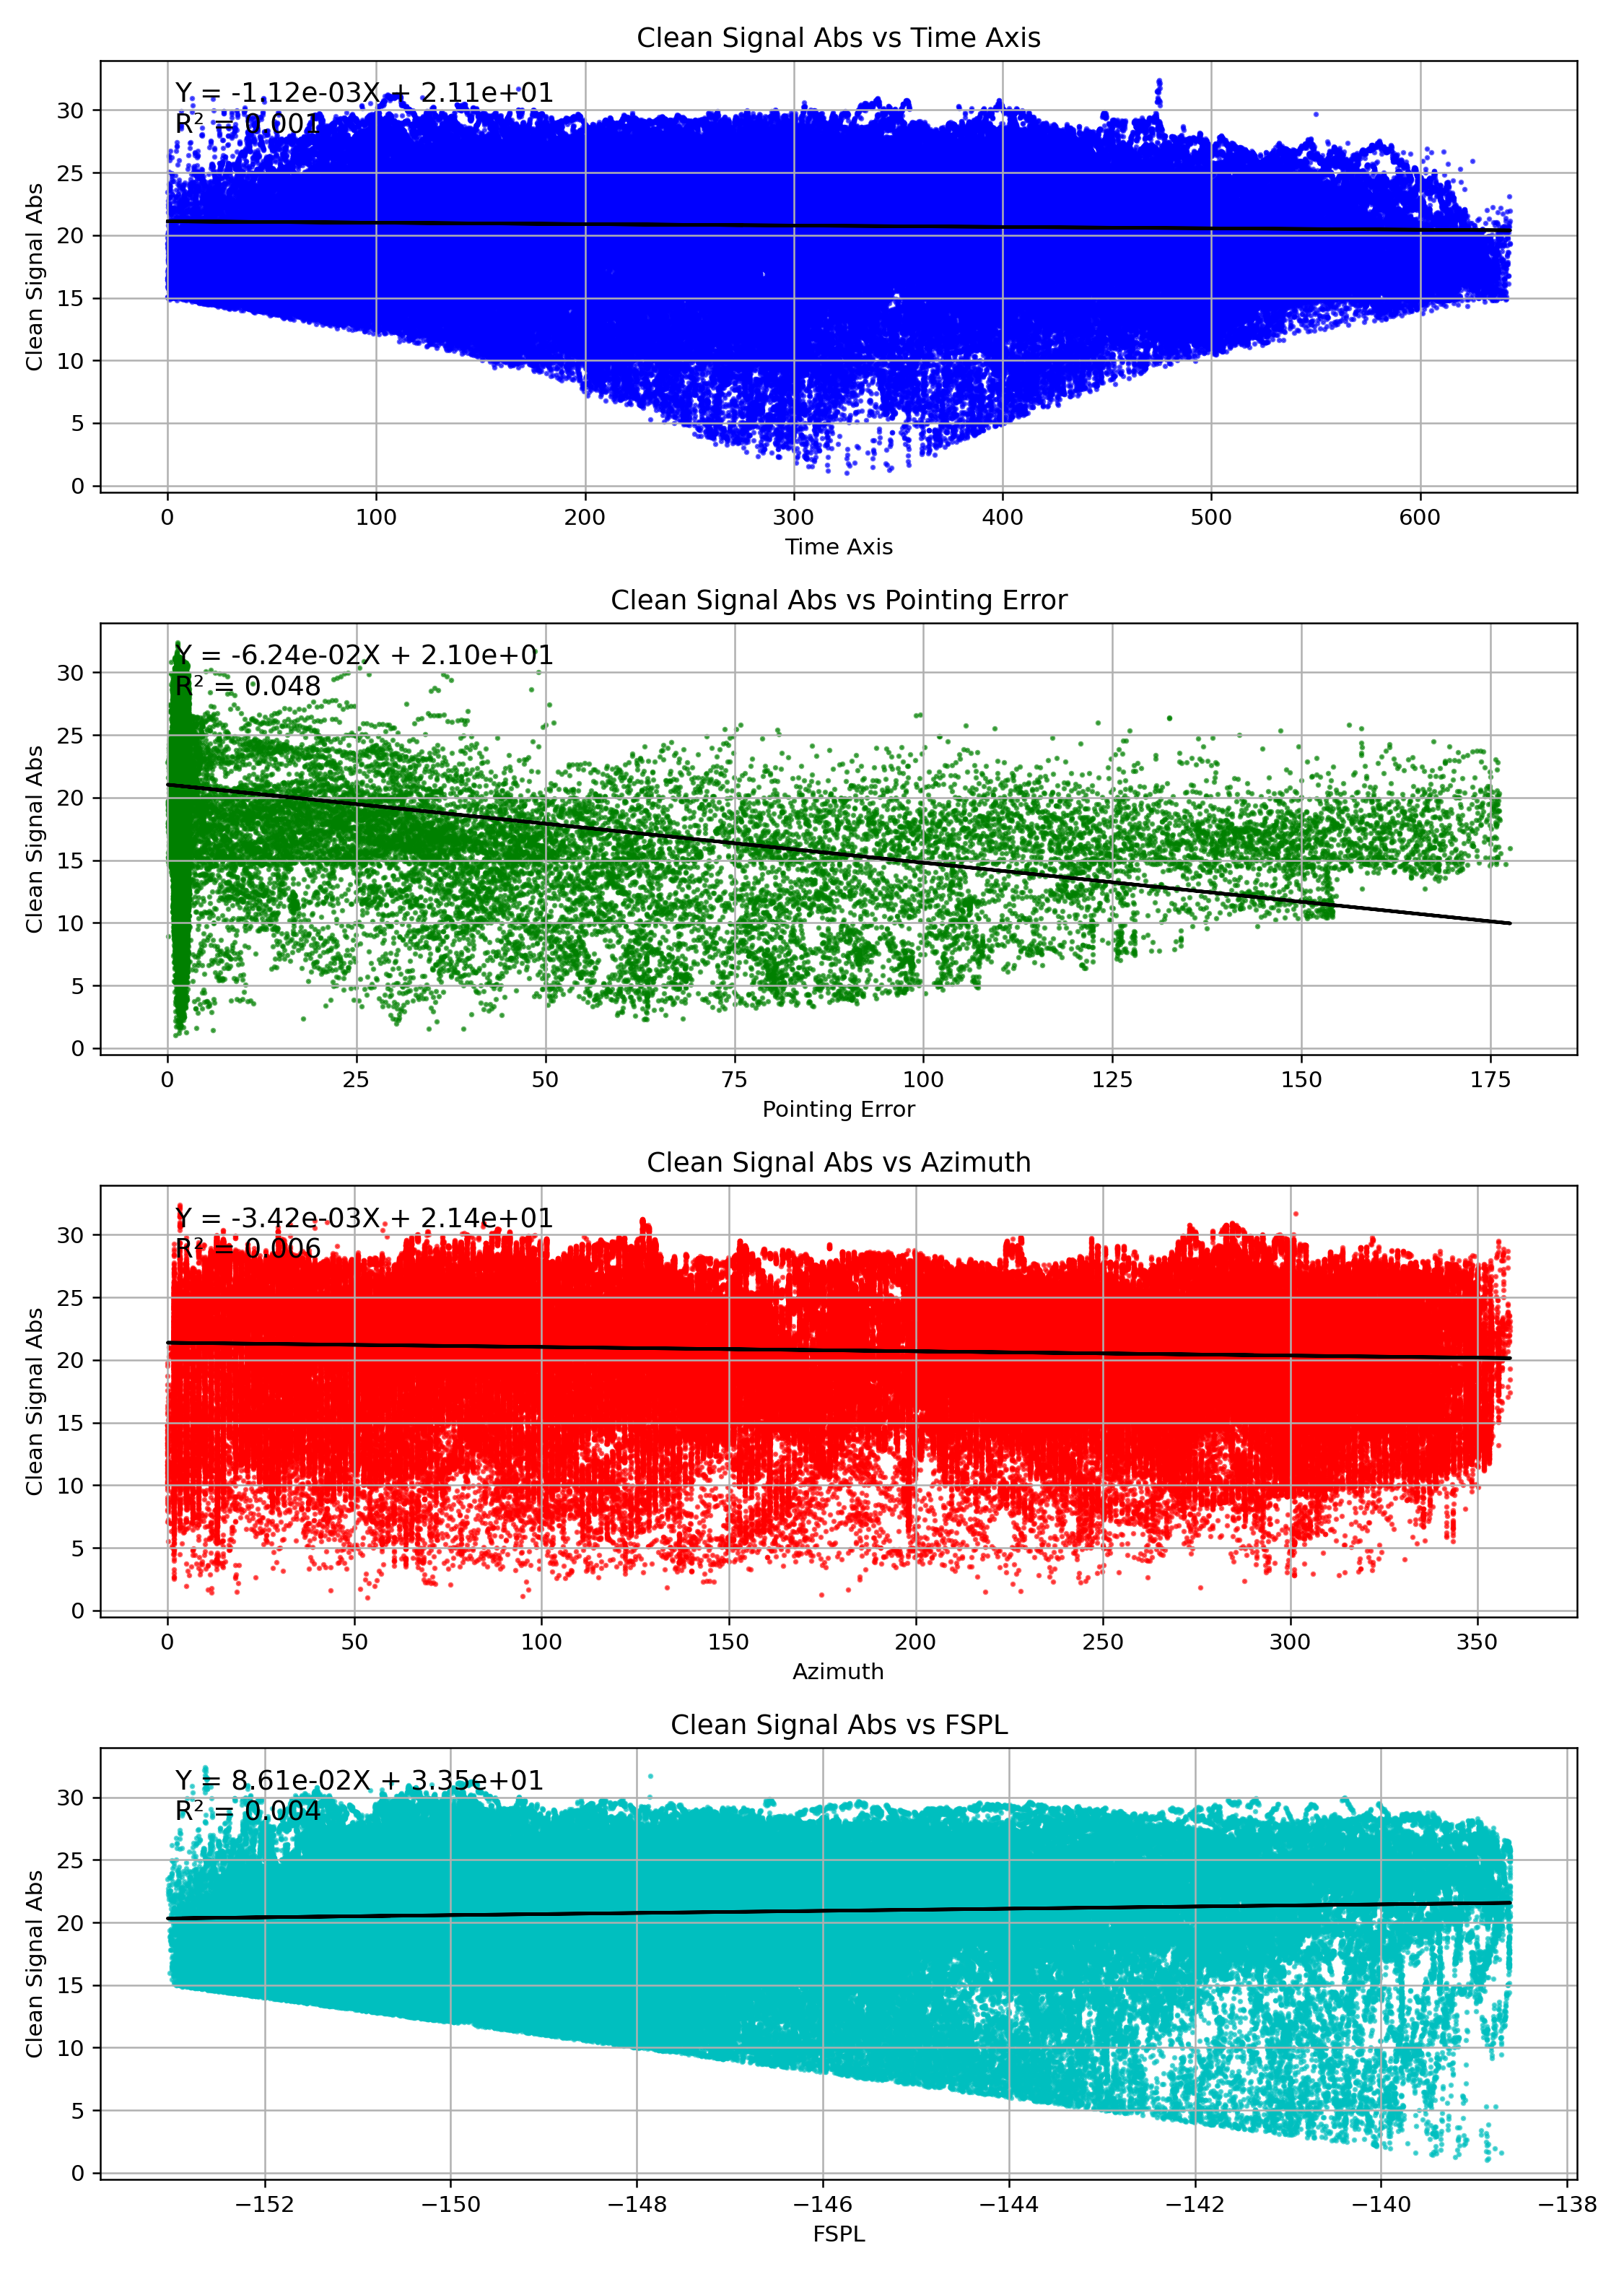 Clean Signal Abs vs Time Axis
Y = -1.12e-03X + 2.11e+01
R² = 0.001
Clean Signal Abs
30
25
20
15
10
5
0
0 100 200 300 400 500 600
Time Axis
Clean Signal Abs vs Pointing Error
Y = -6.24e-02X + 2.10e+01
R² = 0.048
Clean Signal Abs
30
25
20
15
10
5
0
0 25 50 75 100 125 150 175
Pointing Error
Clean Signal Abs vs Azimuth
Y = -3.42e-03X + 2.14e+01
R² = 0.006
Clean Signal Abs
30
25
20
15
10
5
0
0 50 100 150 200 250 300 350
Azimuth
Clean Signal Abs vs FSPL
Y = 8.61e-02X + 3.35e+01
R² = 0.004
Clean Signal Abs
30
25
20
15
10
5
0
−152 −150 −148 −146 −144 −142 −140 −138
FSPL